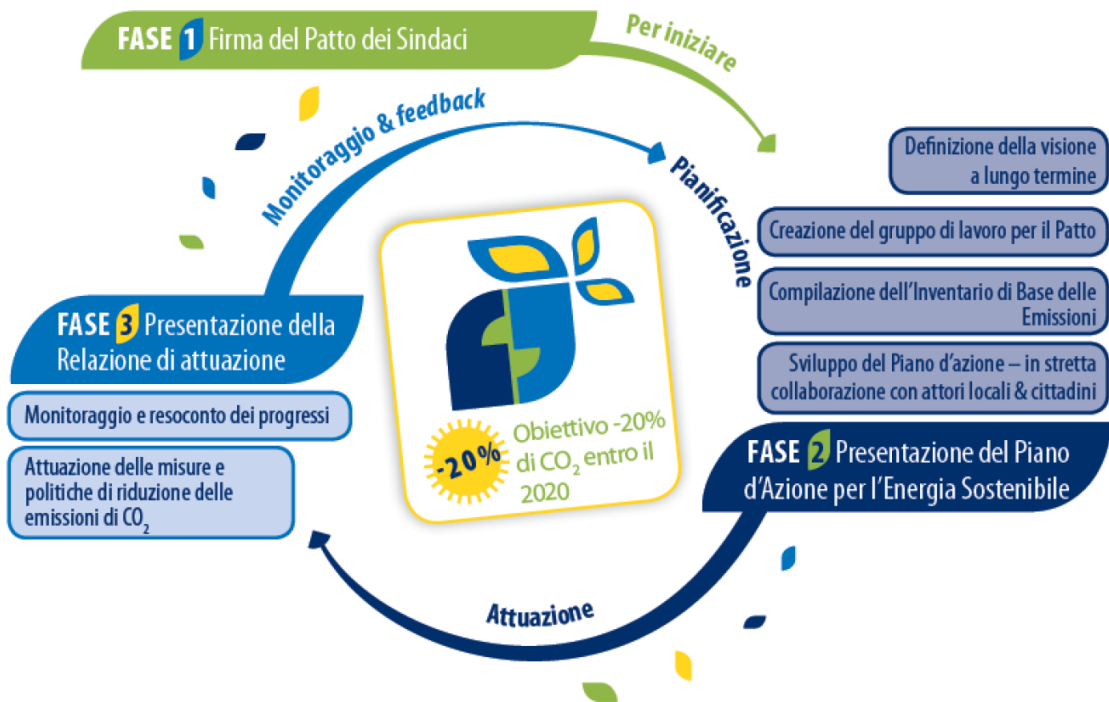 FASE 1 Firma del Patto dei Sindaci
Per iniziare
Monitoraggio & feedback
Pianificazione
Definizione della visione
a lungo termine
Creazione del gruppo di lavoro per il Patto
Compilazione dell'Inventario di Base delle
Emissioni
Sviluppo del Piano d'azione – in stretta
collaborazione con attori locali & cittadini
FASE 2 Presentazione del Piano
d'Azione per l'Energia Sostenibile
Attuazione
FASE 3 Presentazione della
Relazione di attuazione
Monitoraggio e resoconto dei progressi
Attuazione delle misure e
politiche di riduzione delle
emissioni di CO₂
-20%
Obiettivo -20%
di CO₂ entro il
2020